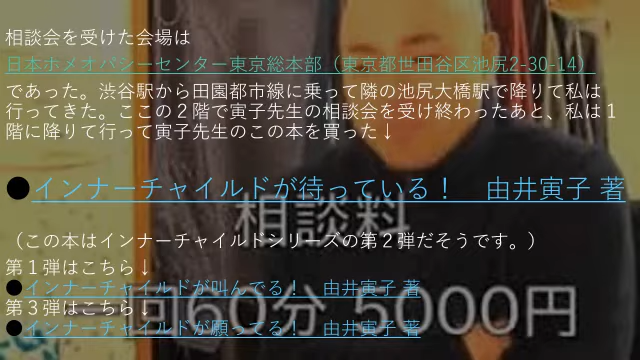 相談会を受けた会場は
日本ホメオパシーセンター東京総本部（東京都世田谷区池尻2-30-14）
であった。渋谷駅から田園都市線に乗って隣の池尻大橋駅で降りて私は
行ってきた。ここの２階で寅子先生の相談会を受け終わったあと、私は１
階に降りて行って寅子先生のこの本を買った↓
●インナーチャイルドが待っている！　由井寅子 著
相談料
（この本はインナーチャイルドシリーズの第２弾だそうです。）
第１弾はこちら↓
●インナーチャイルドが叫んでる！　由井寅子 著
回60分 5000円
第３弾はこちら↓
●インナーチャイルドが願ってる！　由井寅子 著